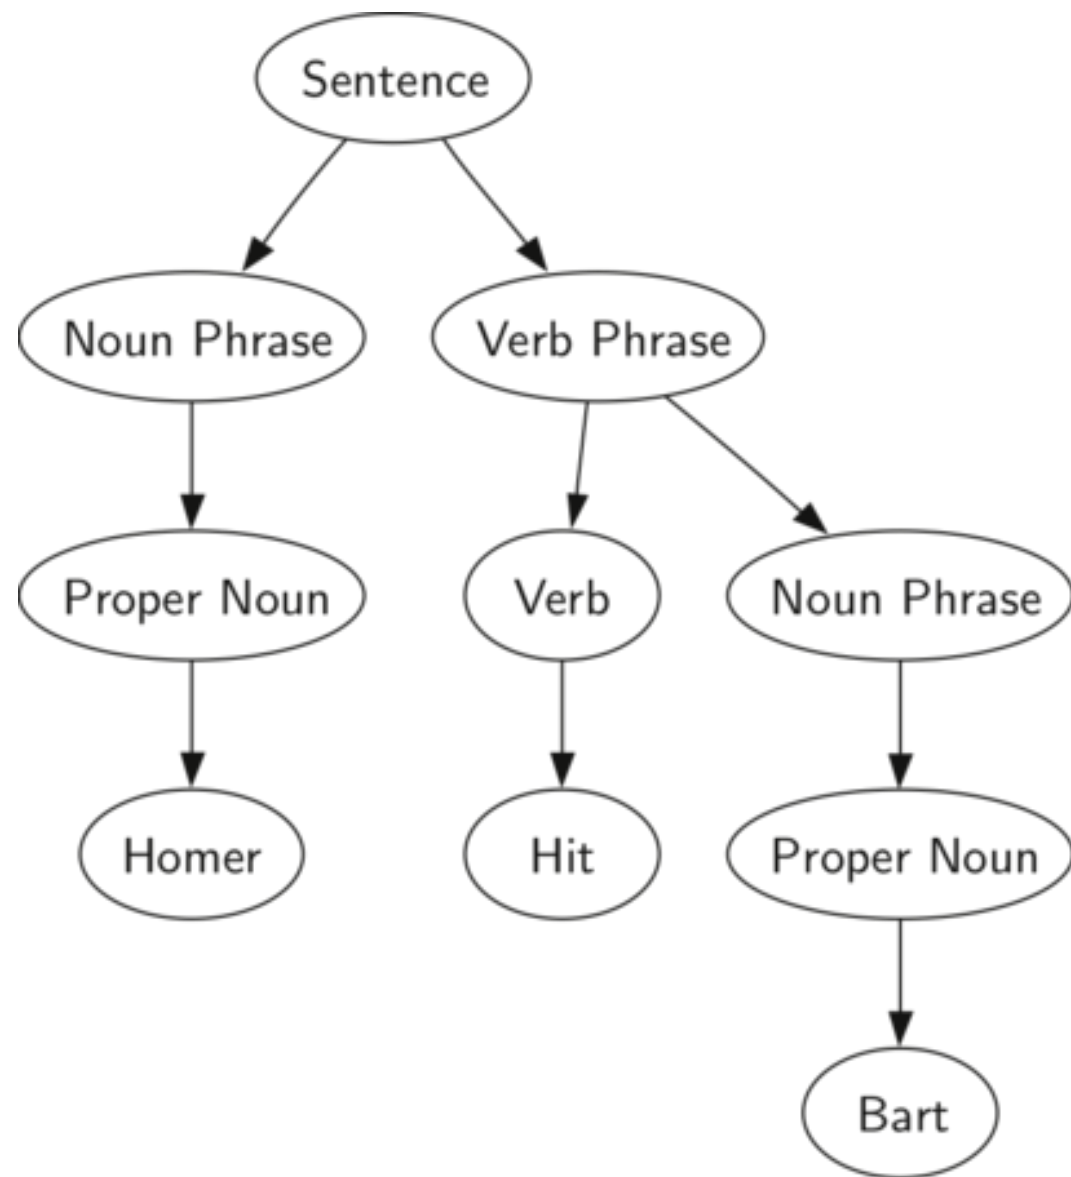 Sentence
Noun Phrase
Verb Phrase
Proper Noun
Verb
Noun Phrase
Homer
Hit
Proper Noun
Bart